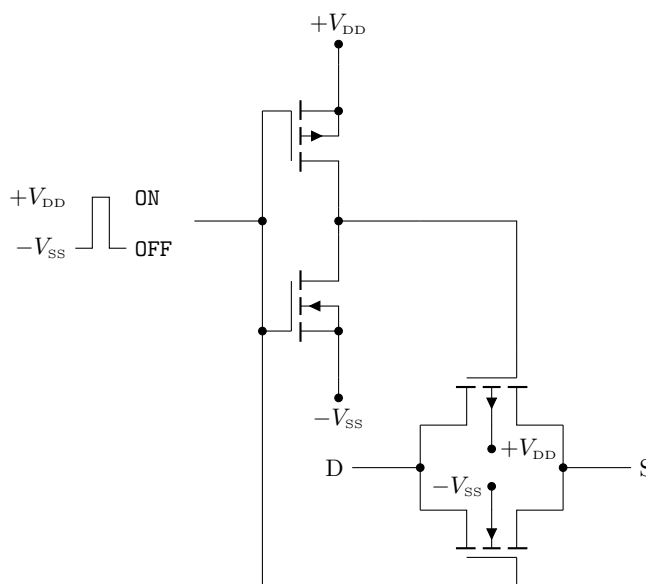 +V_DD
+V_DD ON
−V_SS OFF
−V_SS
+V_DD
D S
−V_SS